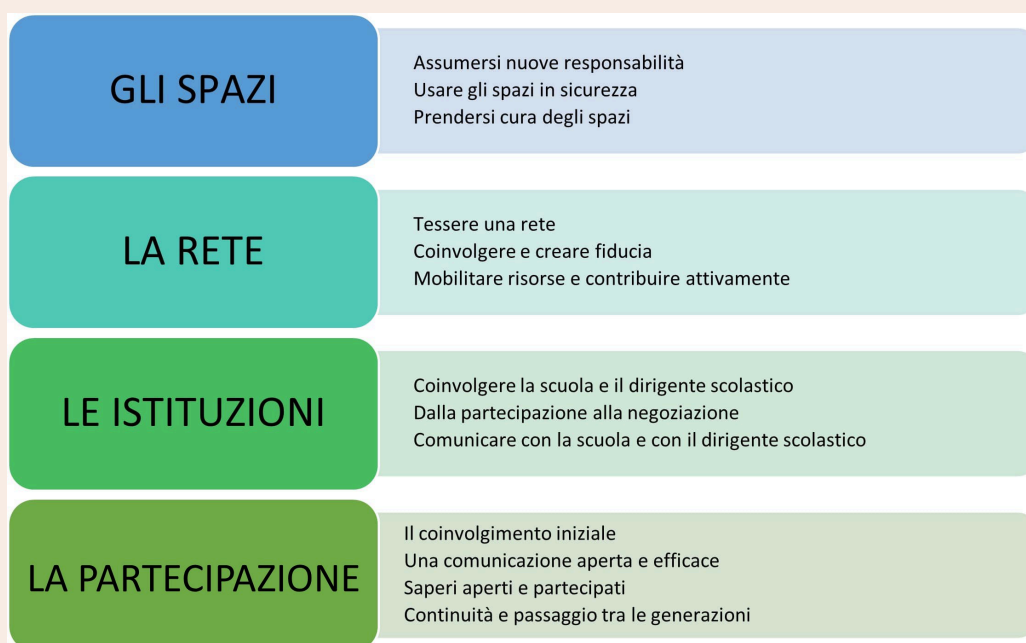 GLI SPAZI
Assumersi nuove responsabilità
Usare gli spazi in sicurezza
Prendersi cura degli spazi
LA RETE
Tessere una rete
Coinvolgere e creare fiducia
Mobilitare risorse e contribuire attivamente
LE ISTITUZIONI
Coinvolgere la scuola e il dirigente scolastico
Dalla partecipazione alla negoziazione
Comunicare con la scuola e con il dirigente scolastico
LA PARTECIPAZIONE
Il coinvolgimento iniziale
Una comunicazione aperta e efficace
Saperi aperti e partecipati
Continuità e passaggio tra le generazioni